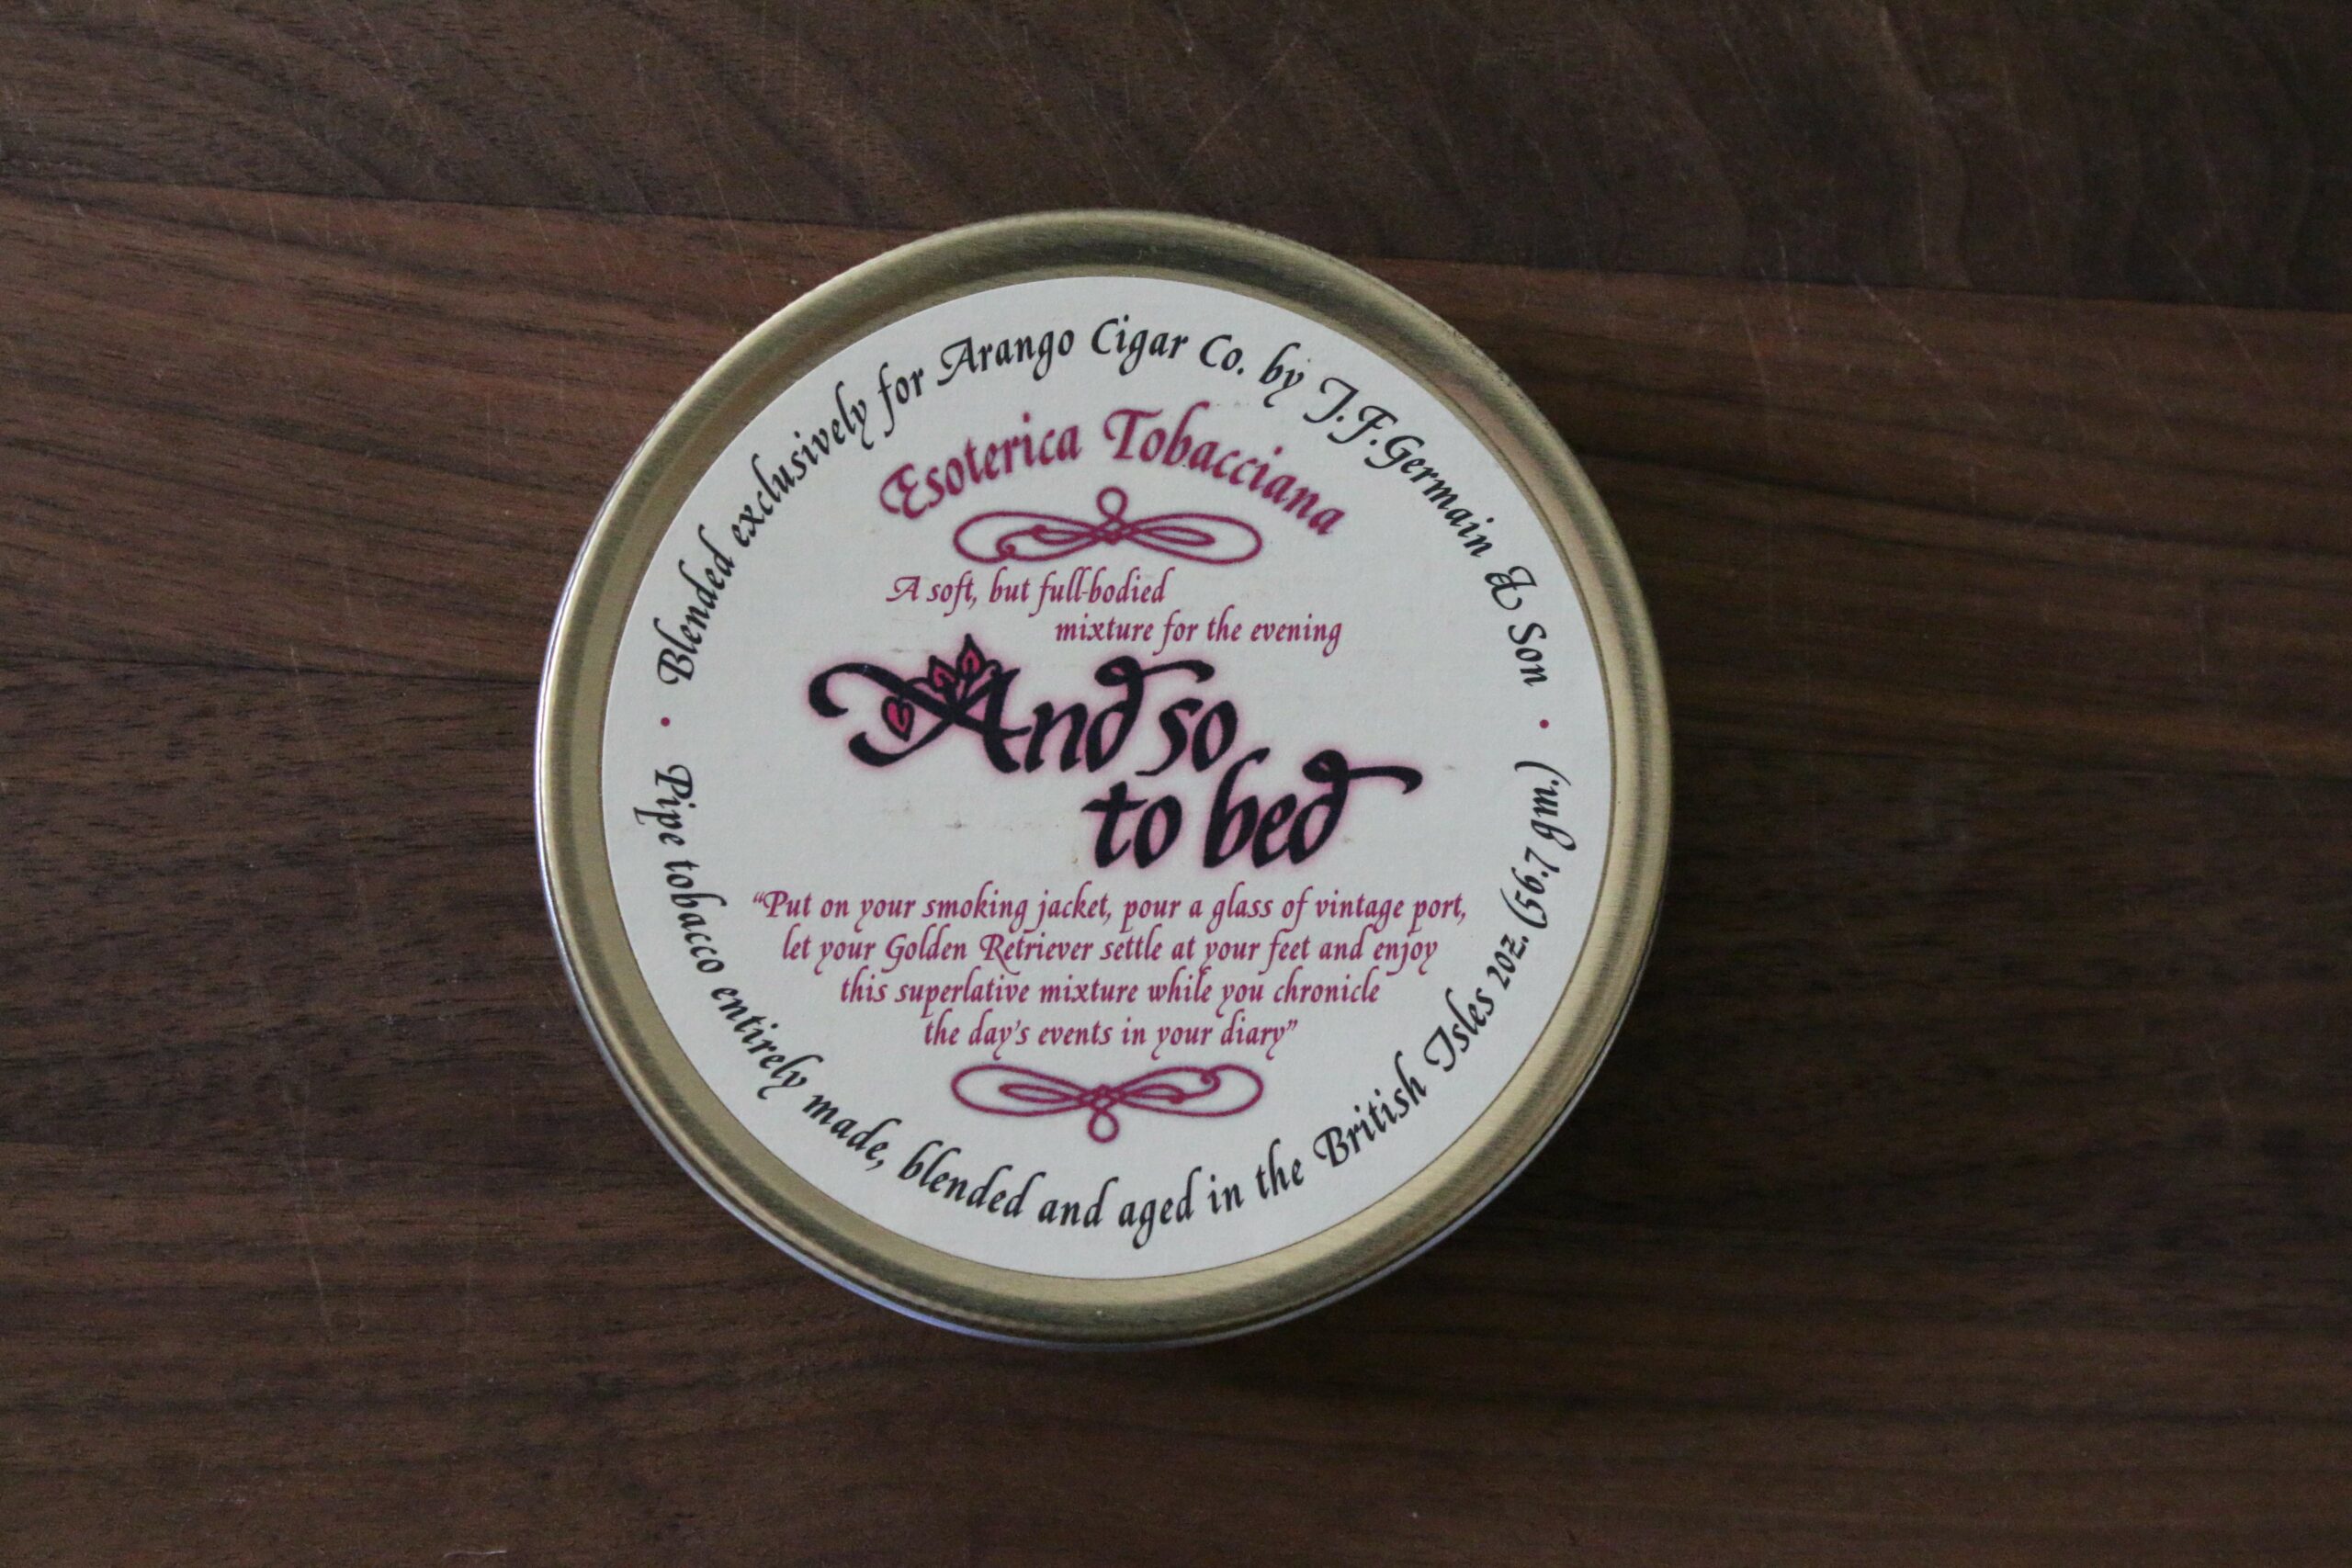 Blended exclusively for Arango Cigar Co. by J.F.Germain & Son
Esoterica Tobacciana
A soft, but full-bodied
mixture for the evening
And so
to bed
“Put on your smoking jacket, pour a glass of vintage port,
let your Golden Retriever settle at your feet and enjoy
this superlative mixture while you chronicle
the day's events in your diary”
Pipe tobacco entirely made, blended and aged in the British Isles 2oz. (56.7 gm.)